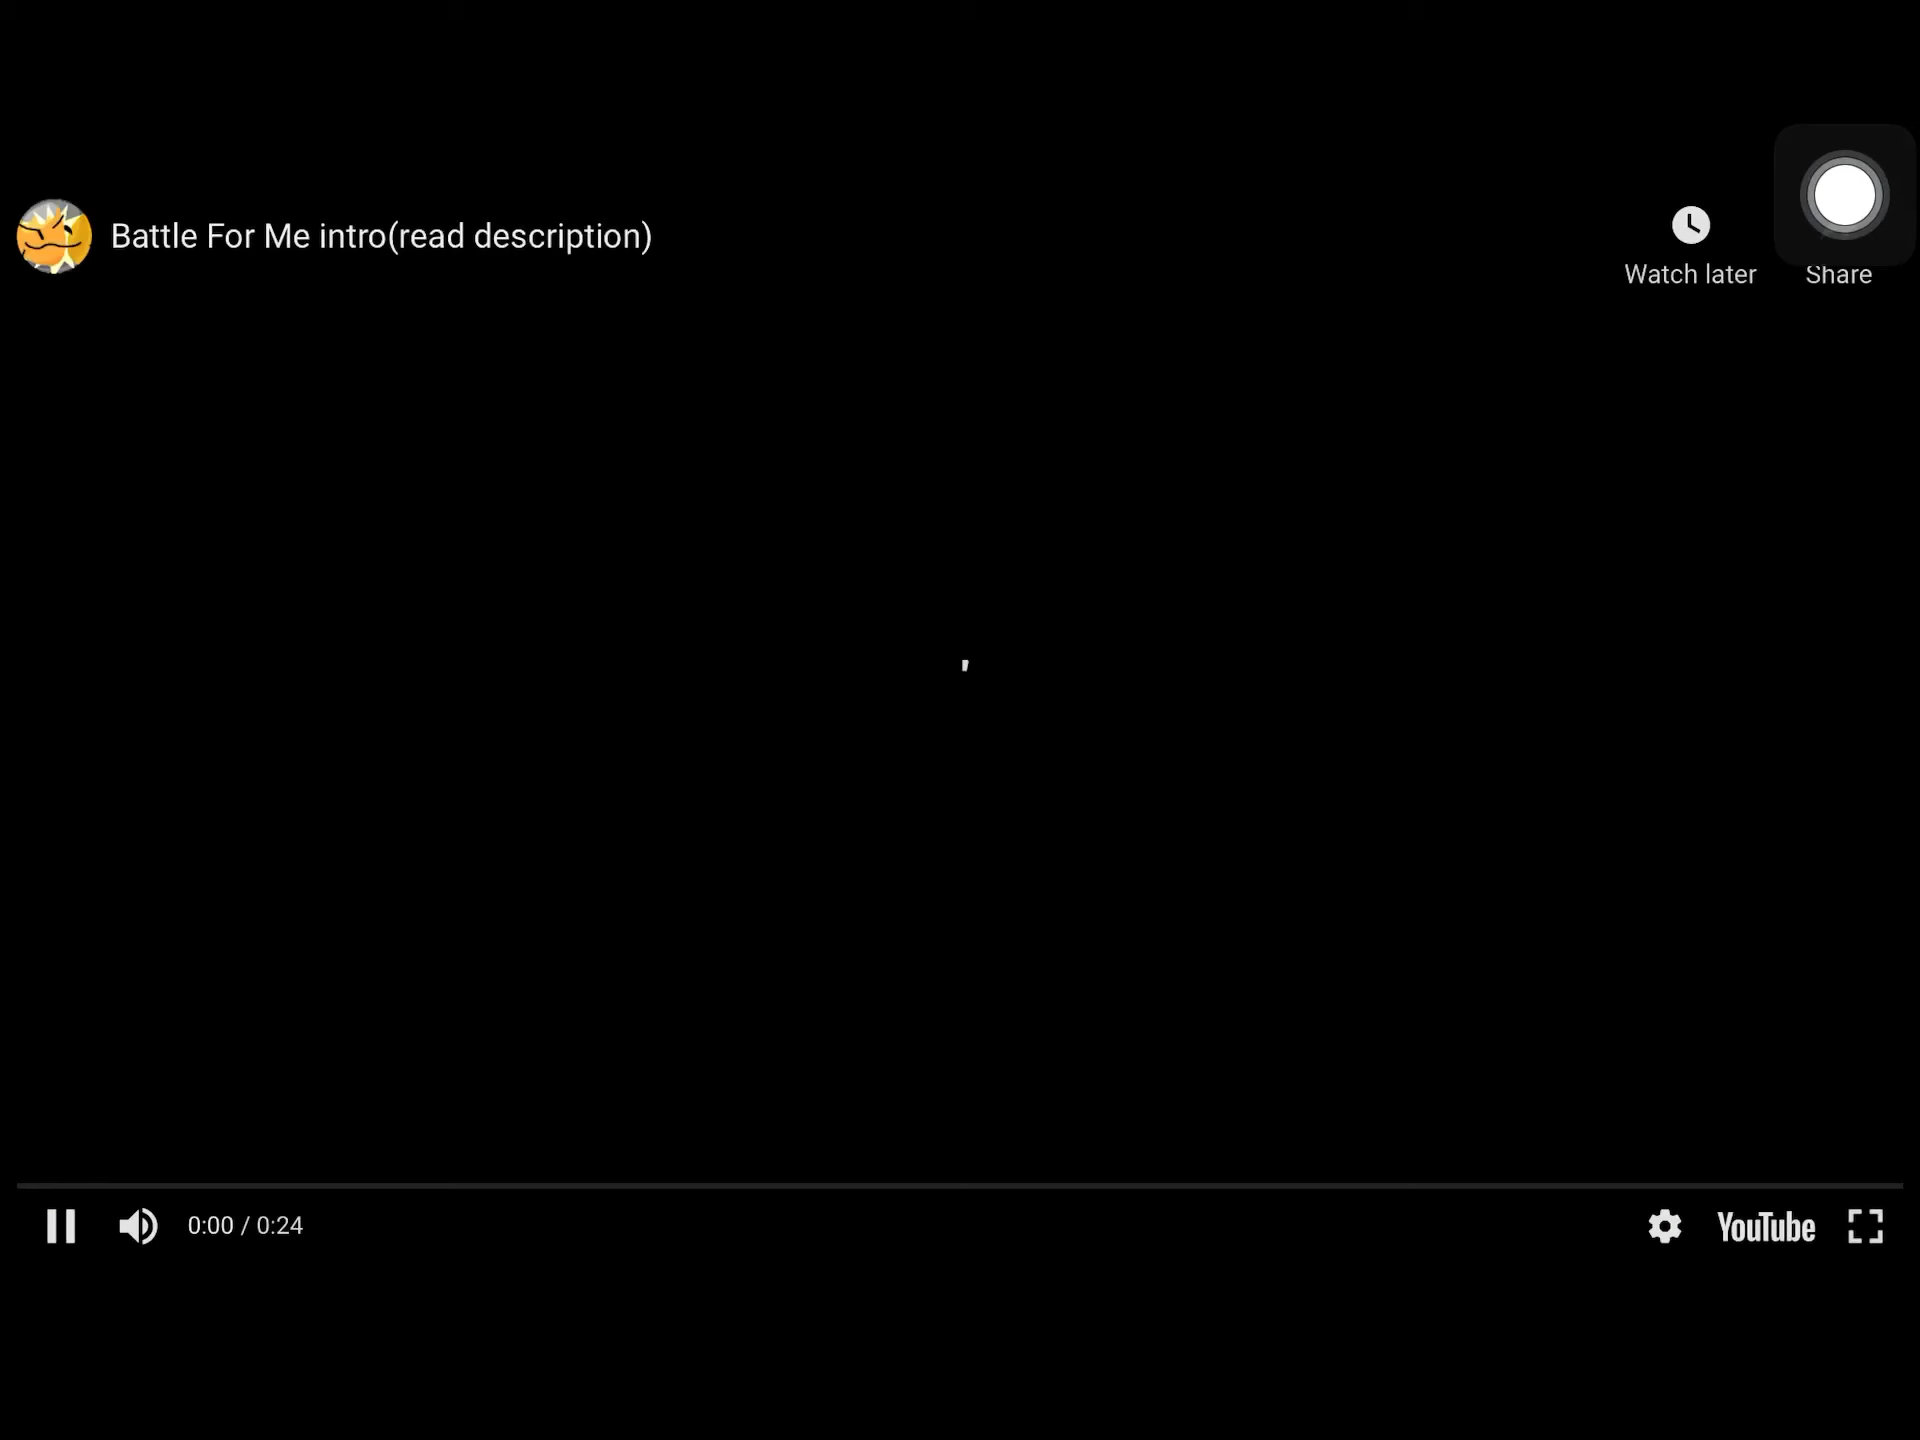 Battle For Me intro(read description)
Watch later
Share
0:00 / 0:24
YouTube